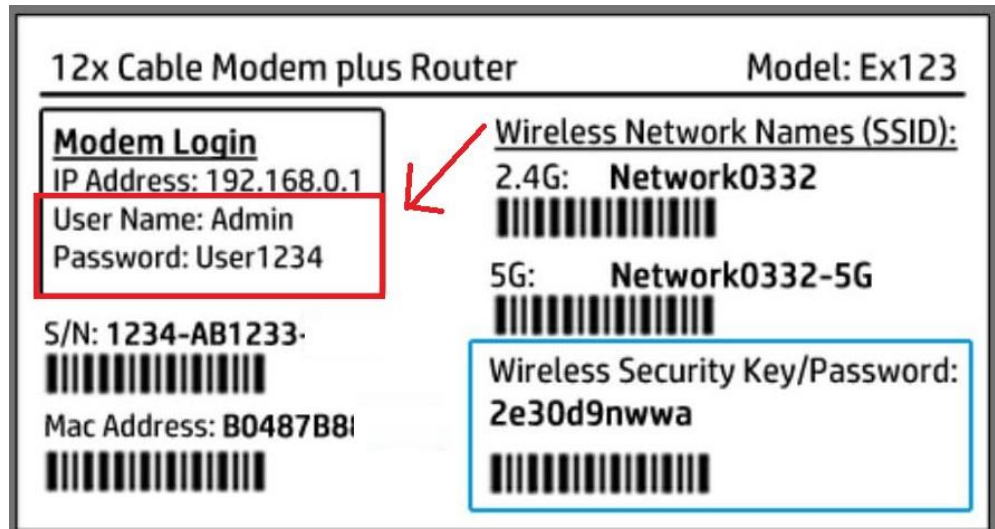 12x Cable Modem plus Router Model: Ex123
Modem Login
IP Address: 192.168.0.1
User Name: Admin
Password: User1234
S/N: 1234-AB1233-
Mac Address: B0487B8
Wireless Network Names (SSID):
2.4G: Network0332
5G: Network0332-5G
Wireless Security Key/Password:
2e30d9nwwa